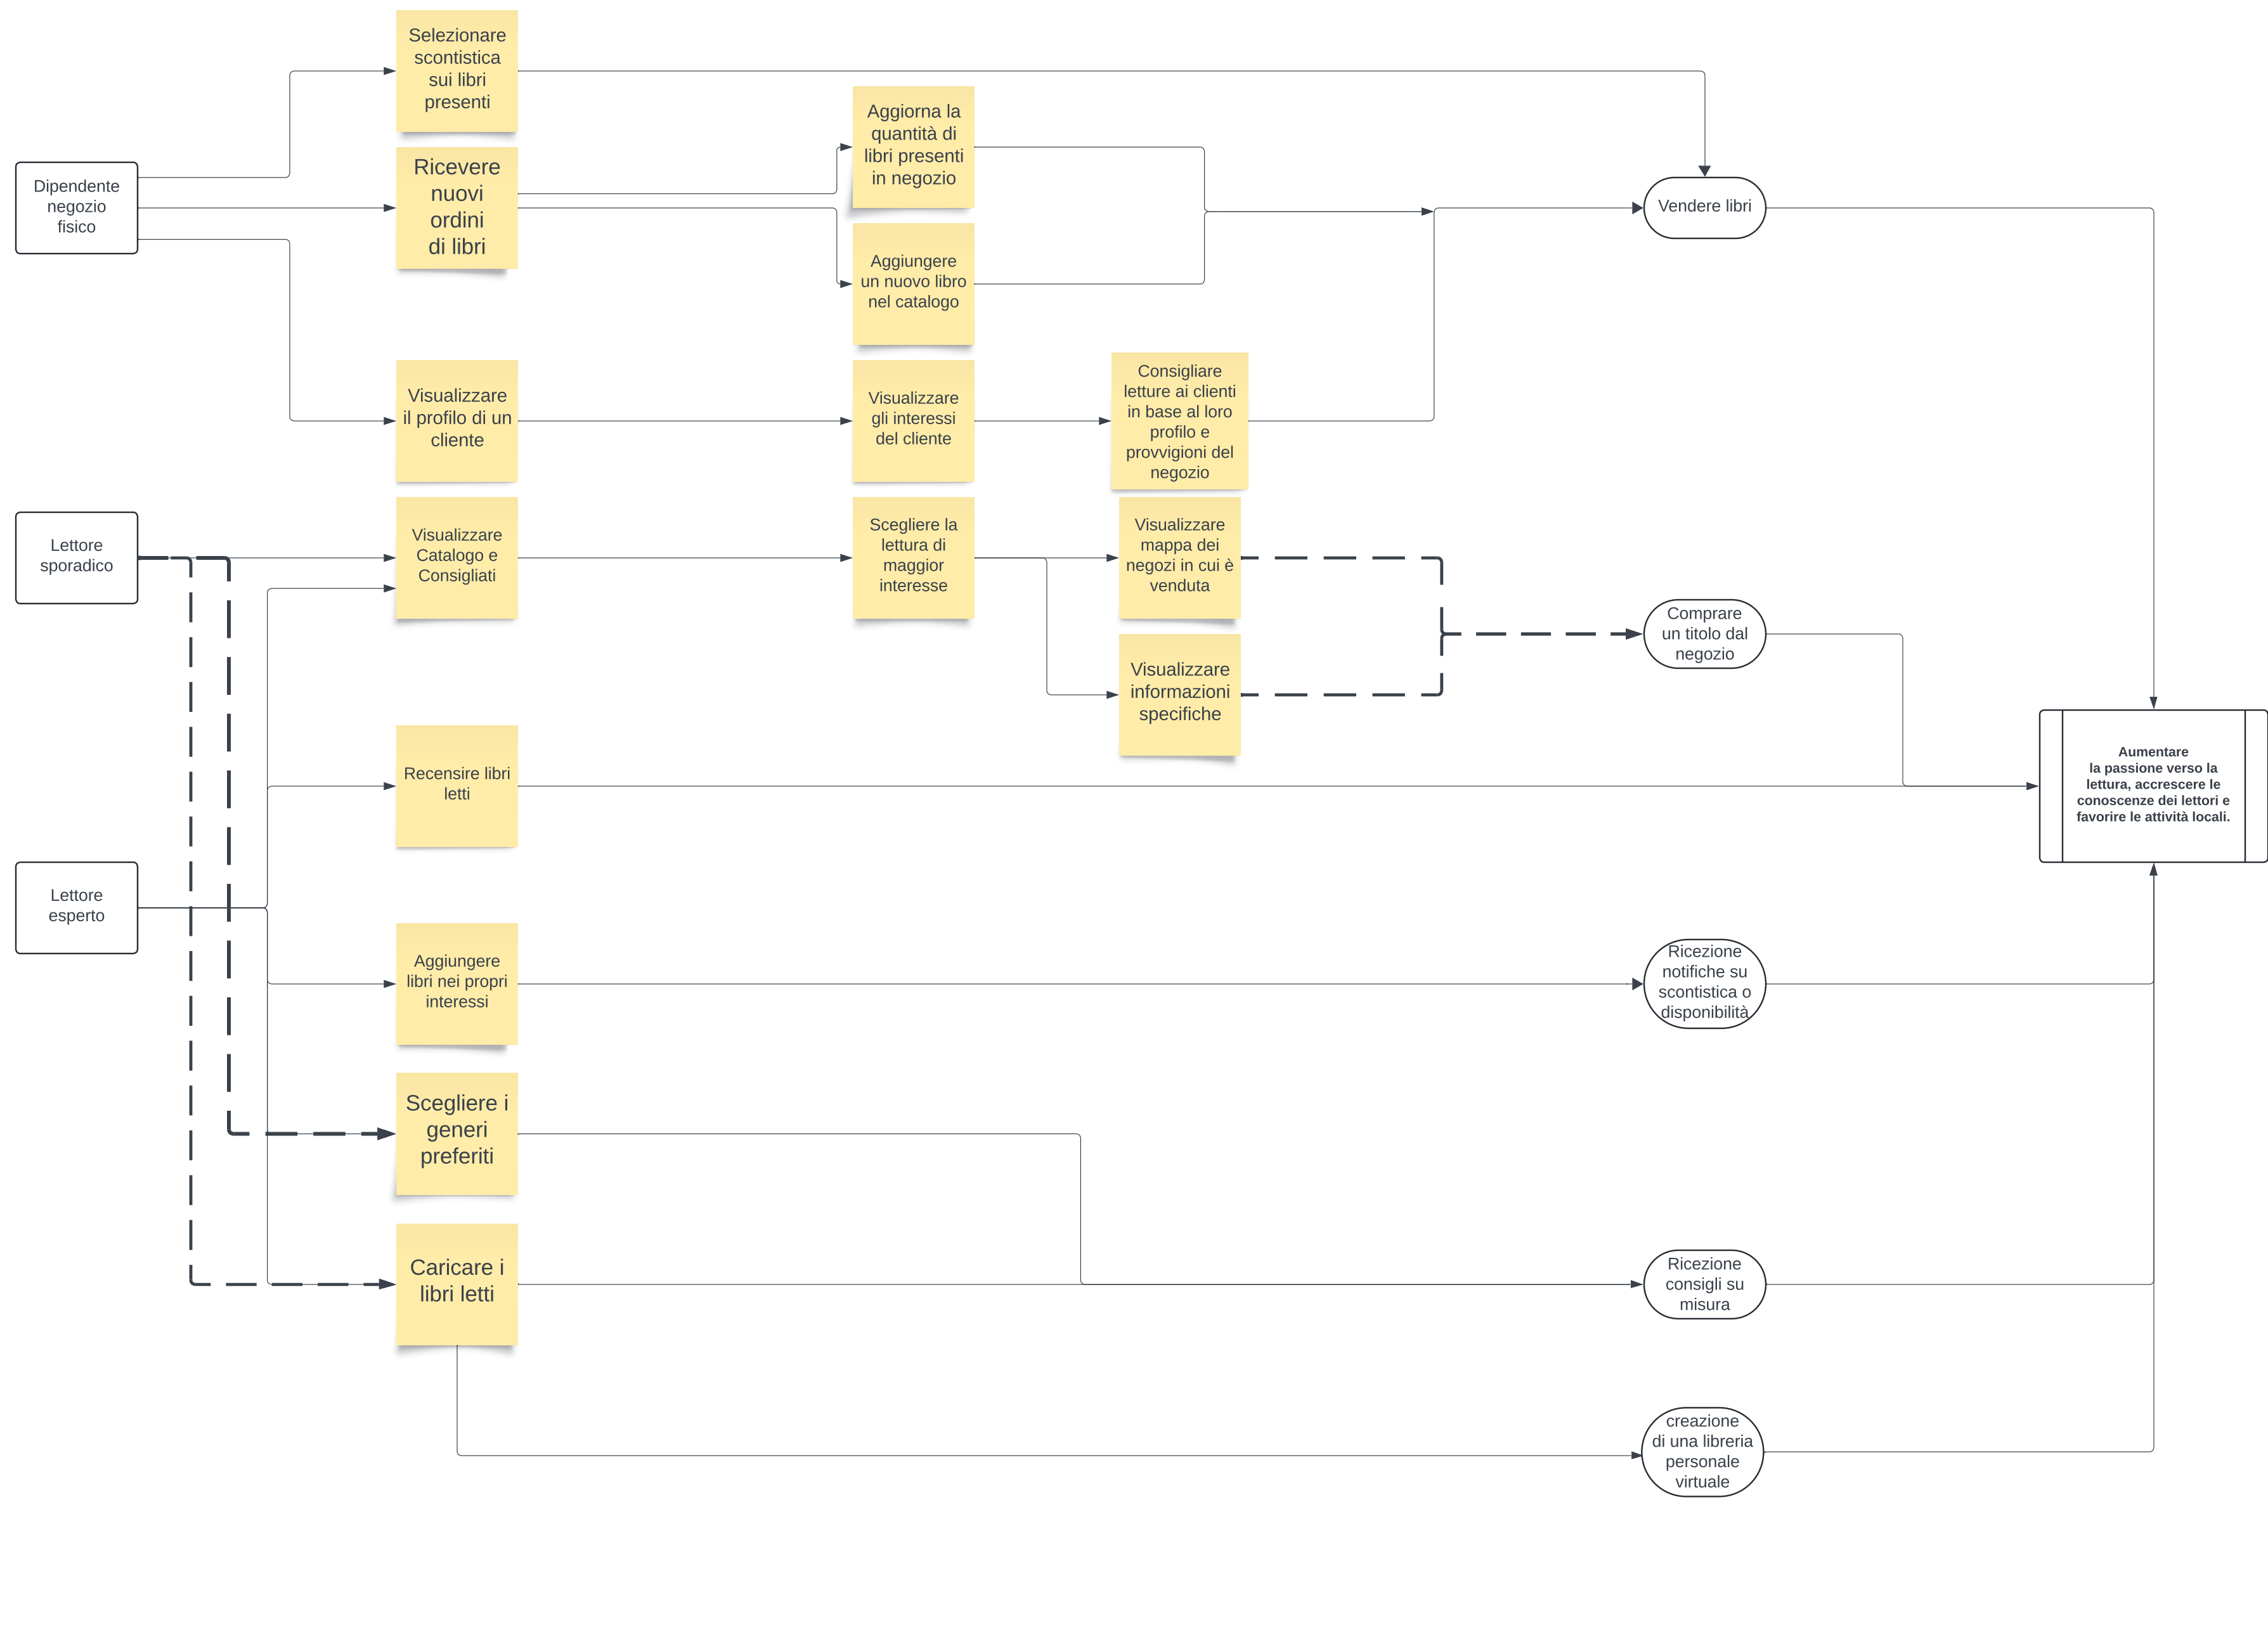 Selezionare
scontistica
sui libri
presenti
Aggiorna la
quantità di
libri presenti
in negozio
Dipendente
negozio
fisico
Ricevere
nuovi
ordini
di libri
Vendere libri
Aggiungere
un nuovo libro
nel catalogo
Visualizzare
il profilo di un
cliente
Visualizzare
gli interessi
del cliente
Consigliare
letture ai clienti
in base al loro
profilo e
provvigioni del
negozio
Lettore
sporadico
Visualizzare
Catalogo e
Consigliati
Scegliere la
lettura di
maggior
interesse
Visualizzare
mappa dei
negozi in cui è
venduta
Comprare
un titolo dal
negozio
Visualizzare
informazioni
specifiche
Recensire libri
letti
Aumentare
la passione verso la
lettura, accrescere le
conoscenze dei lettori e
favorire le attività locali.
Lettore
esperto
Aggiungere
libri nei propri
interessi
Ricezione
notifiche su
scontistica o
disponibilità
Scegliere i
generi
preferiti
Caricare i
libri letti
Ricezione
consigli su
misura
creazione
di una libreria
personale
virtuale